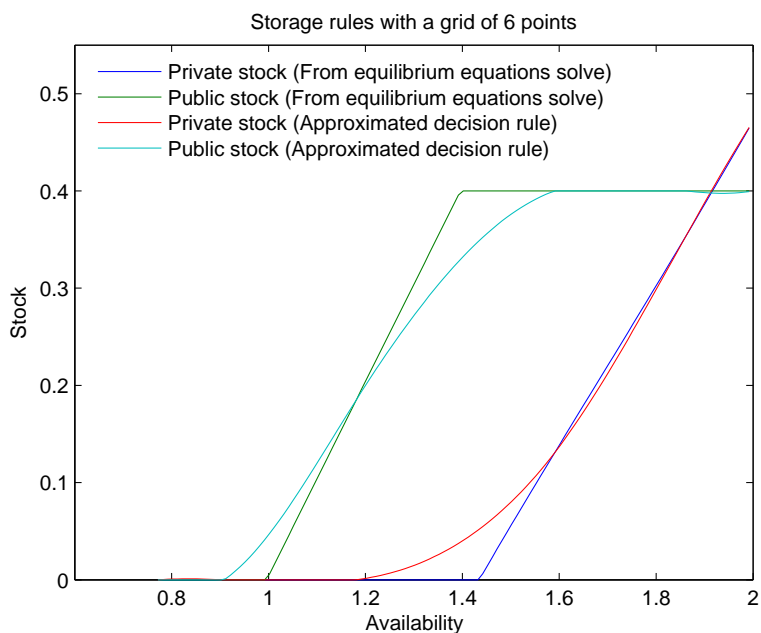 Storage rules with a grid of 6 points
Private stock (From equilibrium equations solve)
Public stock (From equilibrium equations solve)
Private stock (Approximated decision rule)
Public stock (Approximated decision rule)
0.5
0.4
0.3
0.2
0.1
0
Stock
0.8
1
1.2
1.4
1.6
1.8
2
Availability